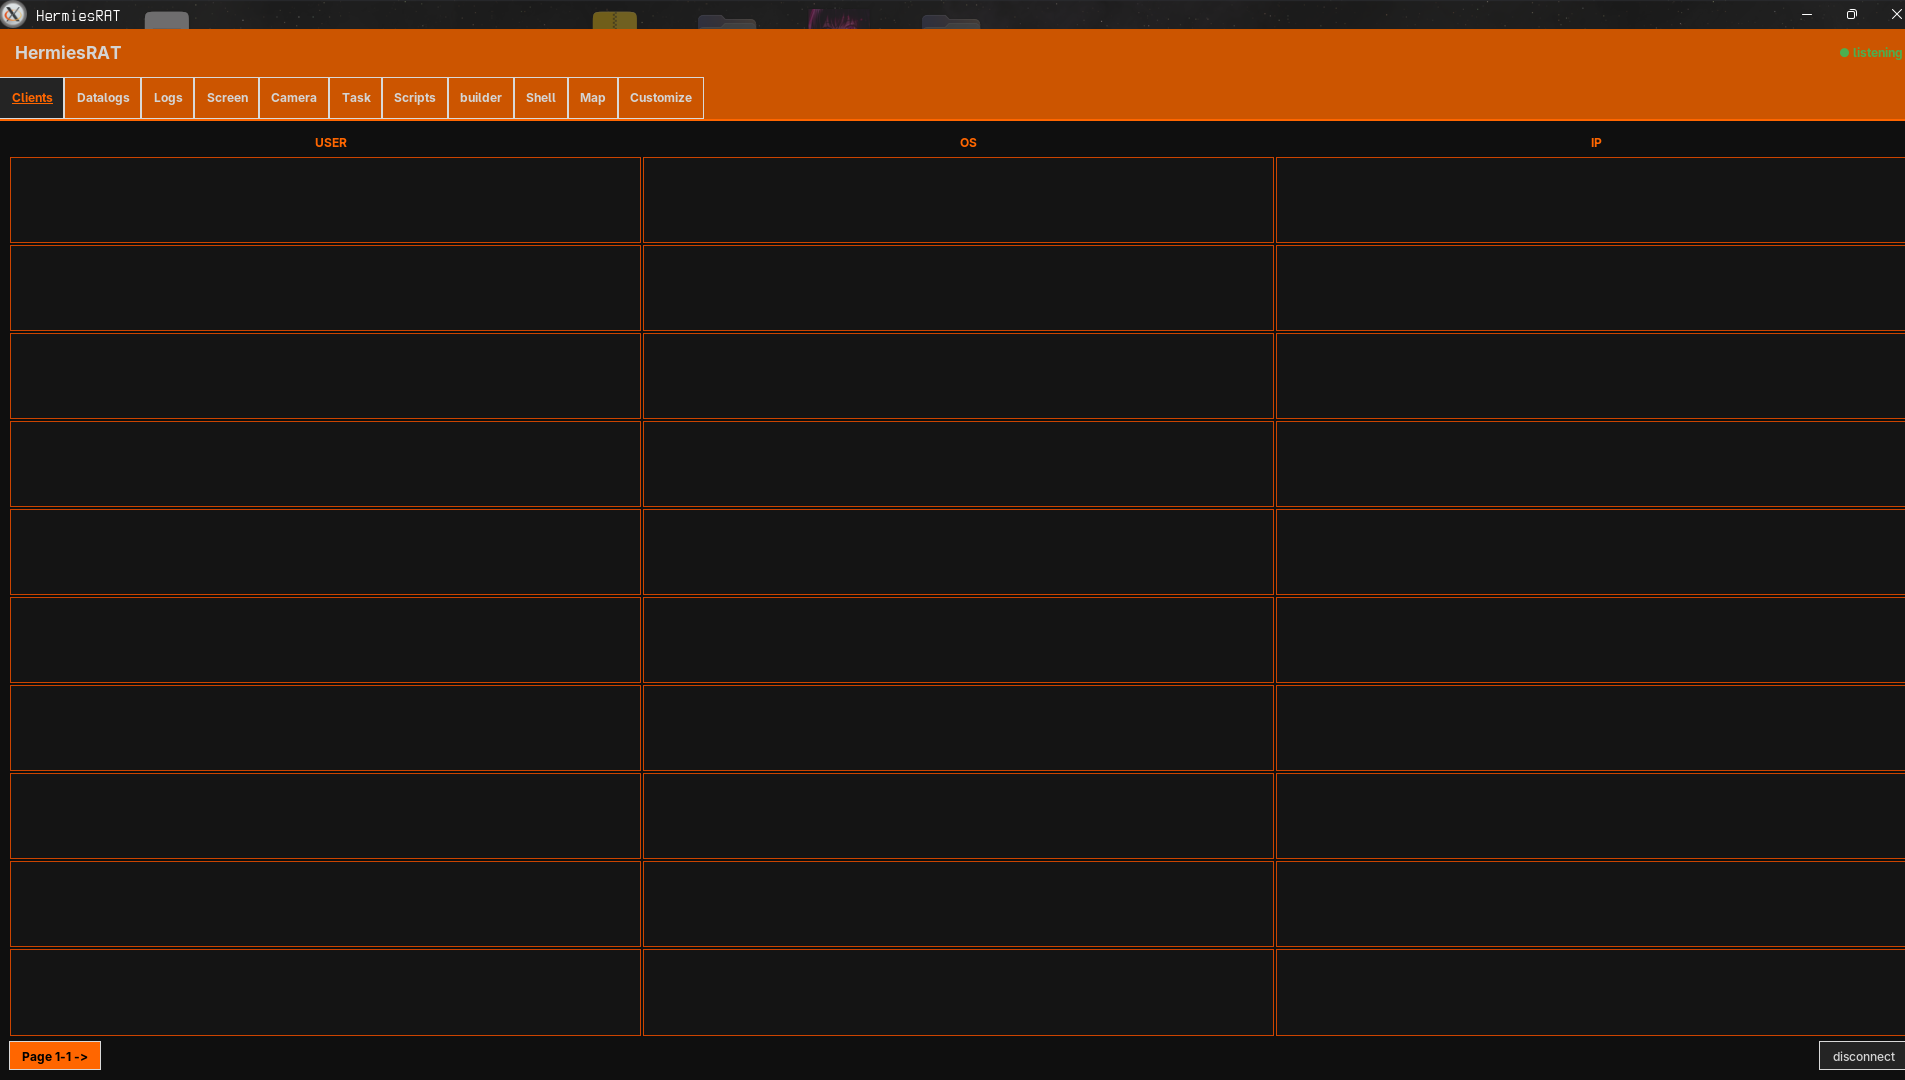 HermiesRAT
HermiesRAT
listening
Clients Datalogs Logs Screen Camera Task Scripts builder Shell Map Customize
USER OS IP
Page 1-1 ->
disconnect